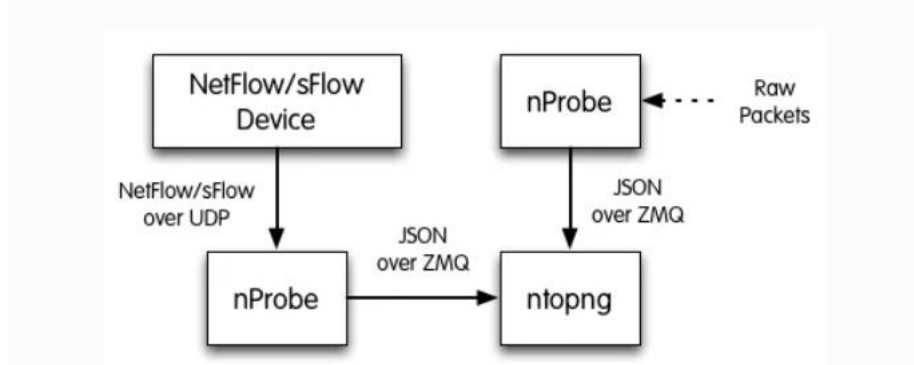 NetFlow/sFlow
Device
nProbe
Raw
Packets
NetFlow/sFlow
over UDP
JSON
over ZMQ
JSON
over ZMQ
nProbe
ntopng